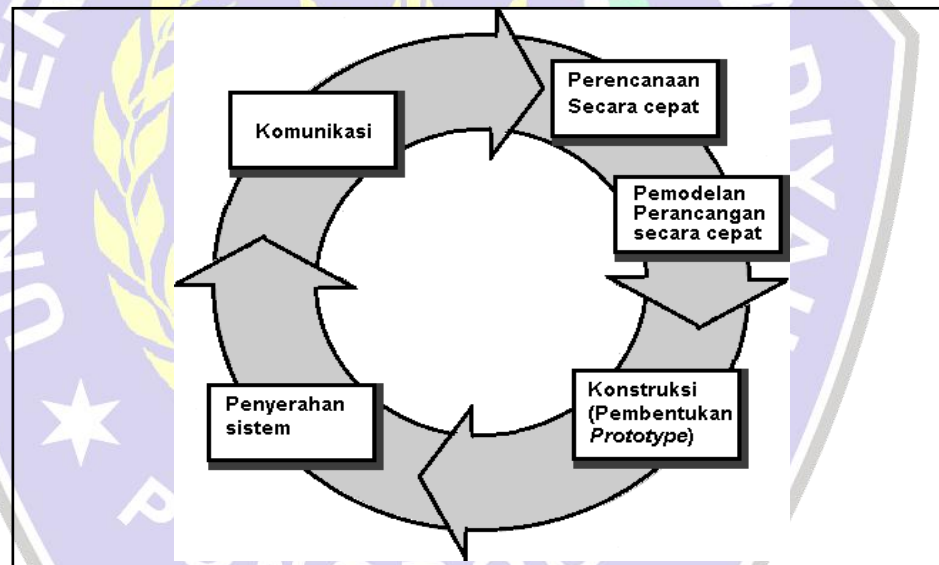 Komunikasi
Perencanaan
Secara cepat
Pemodelan
Perancangan
secara cepat
Konstruksi
(Pembentukan
Prototype)
Penyerahan
sistem